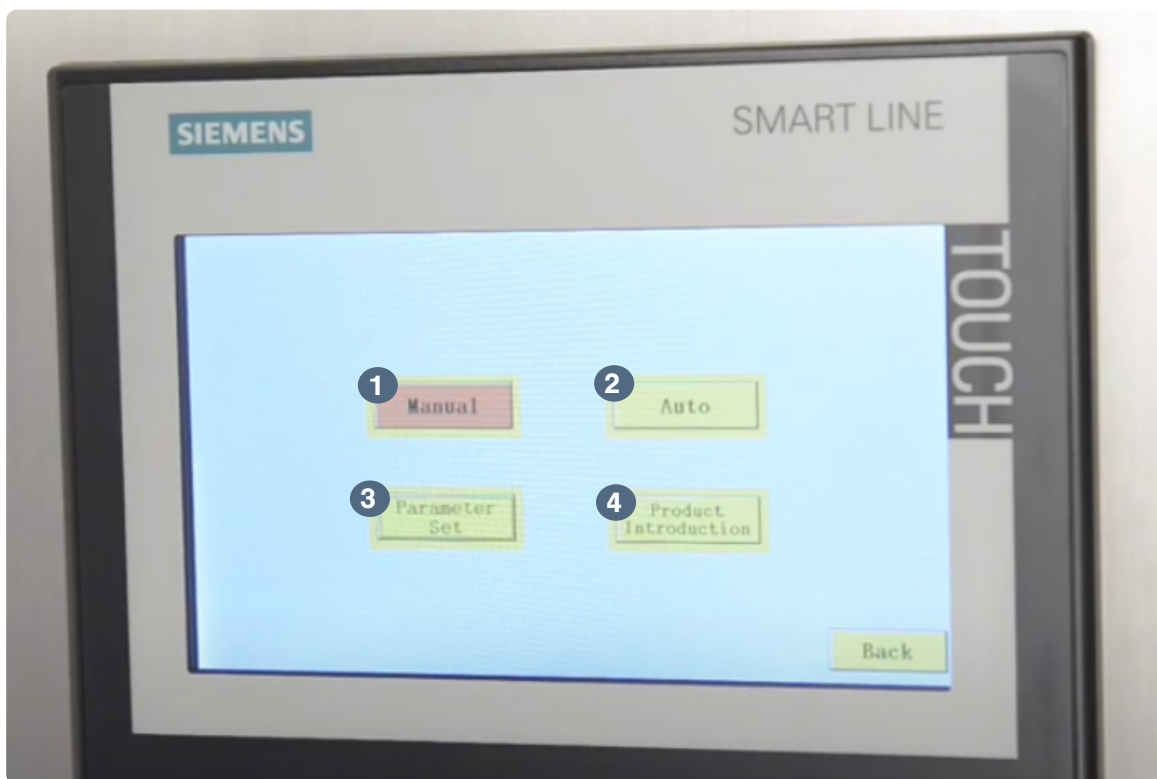 SIEMENS
SMART LINE
TOUCH
1
Manual
2
Auto
3
Parameter
Set
4
Product
Introduction
Back